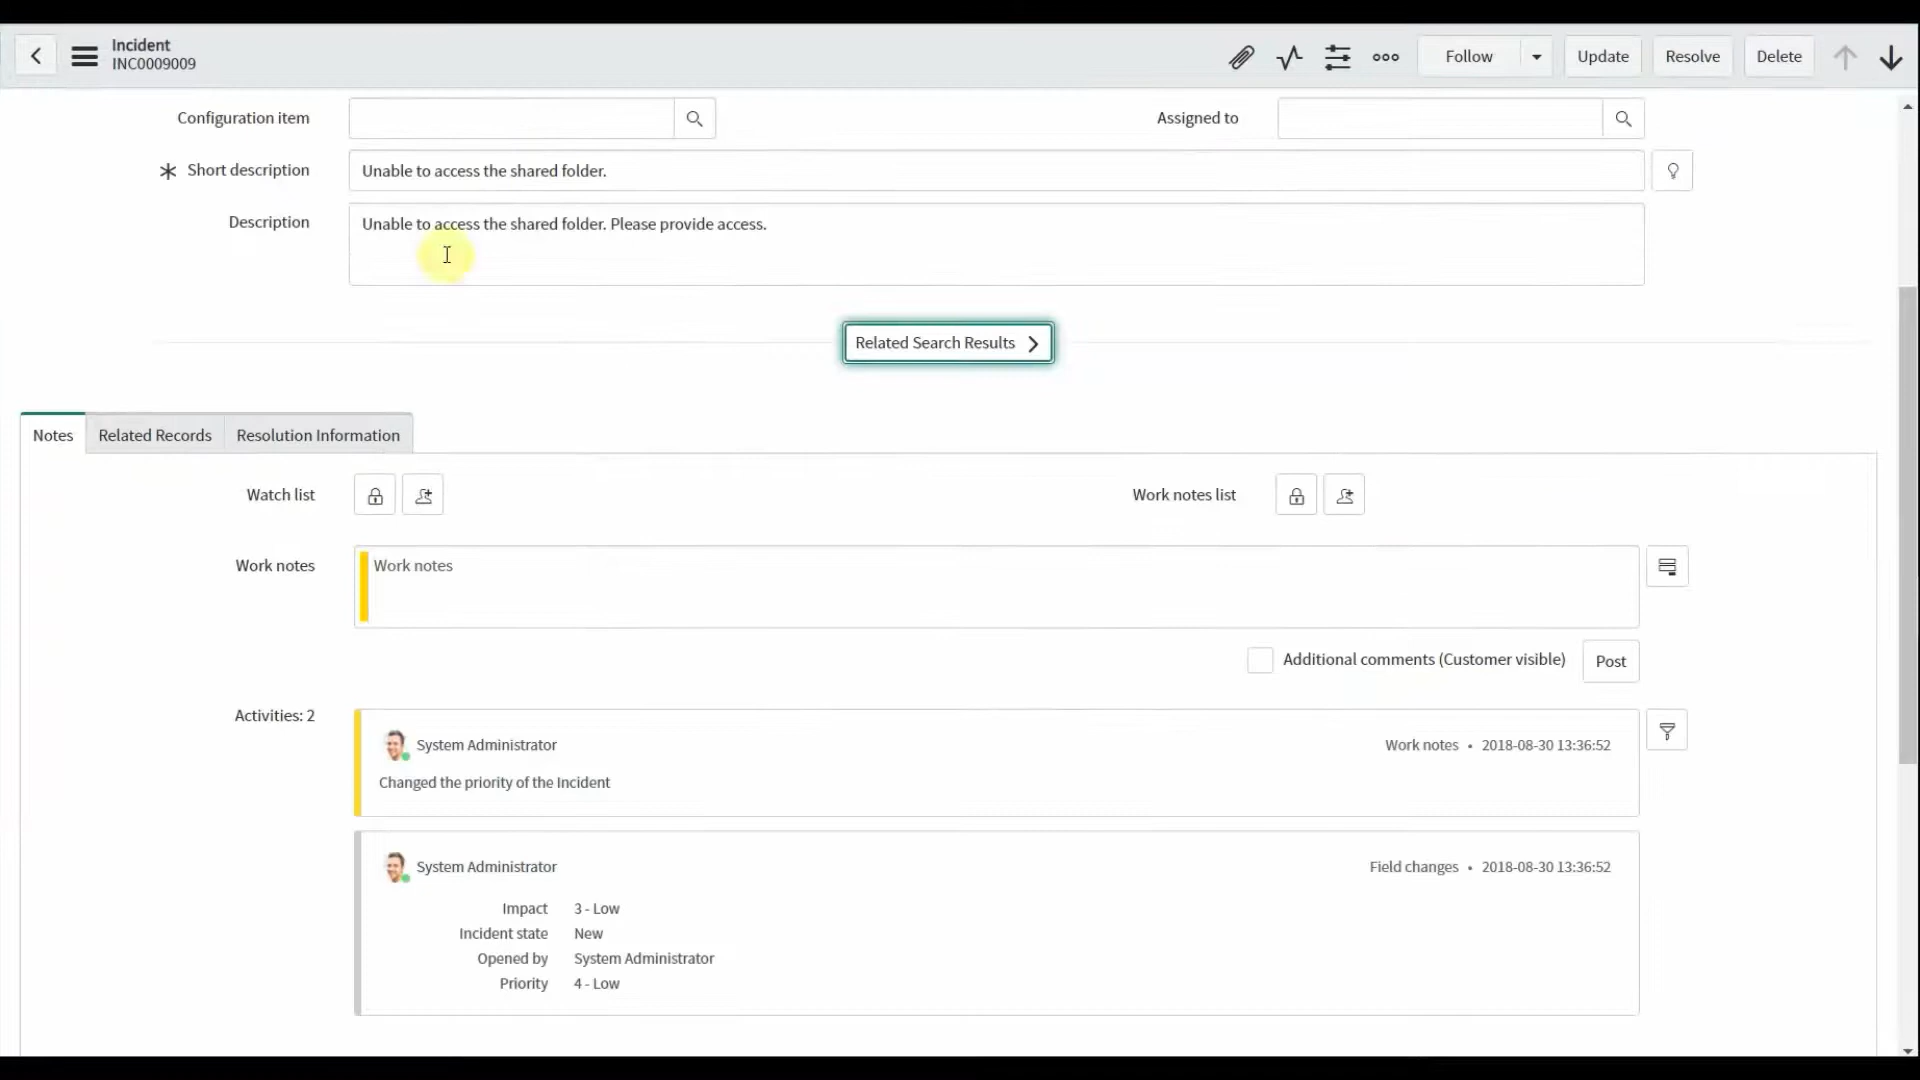 Incident
INC0009009
Follow Update Resolve Delete
Configuration item Assigned to
Short description Unable to access the shared folder.
Description Unable to access the shared folder. Please provide access.
Related Search Results
Notes Related Records Resolution Information
Watch list Work notes list
Work notes Work notes
Additional comments (Customer visible) Post
Activities: 2
System Administrator Work notes • 2018-08-30 13:36:52
Changed the priority of the Incident
System Administrator Field changes • 2018-08-30 13:36:52
Impact 3 - Low
Incident state New
Opened by System Administrator
Priority 4 - Low